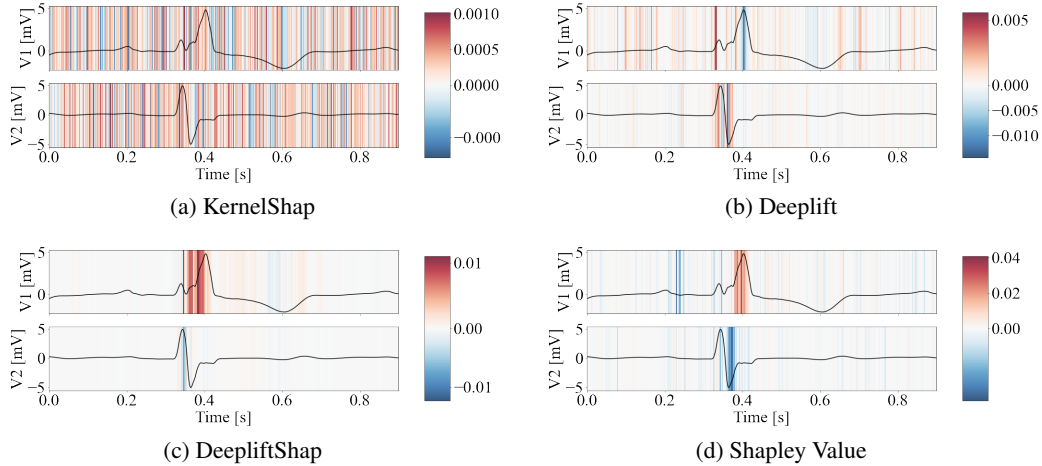 V1 [mV]
5
0
0.0010
0.0005
0.0000
−0.000
V2 [mV]
5
0
−5
0.0 0.2 0.4 0.6 0.8
Time [s]
(a) KernelShap
V1 [mV]
5
0
0.005
0.000
−0.005
−0.010
V2 [mV]
5
0
−5
0.0 0.2 0.4 0.6 0.8
Time [s]
(b) Deeplift
V1 [mV]
5
0
0.01
0.00
−0.01
V2 [mV]
5
0
−5
0.0 0.2 0.4 0.6 0.8
Time [s]
(c) DeepliftShap
V1 [mV]
5
0
0.04
0.02
0.00
V2 [mV]
5
0
−5
0.0 0.2 0.4 0.6 0.8
Time [s]
(d) Shapley Value